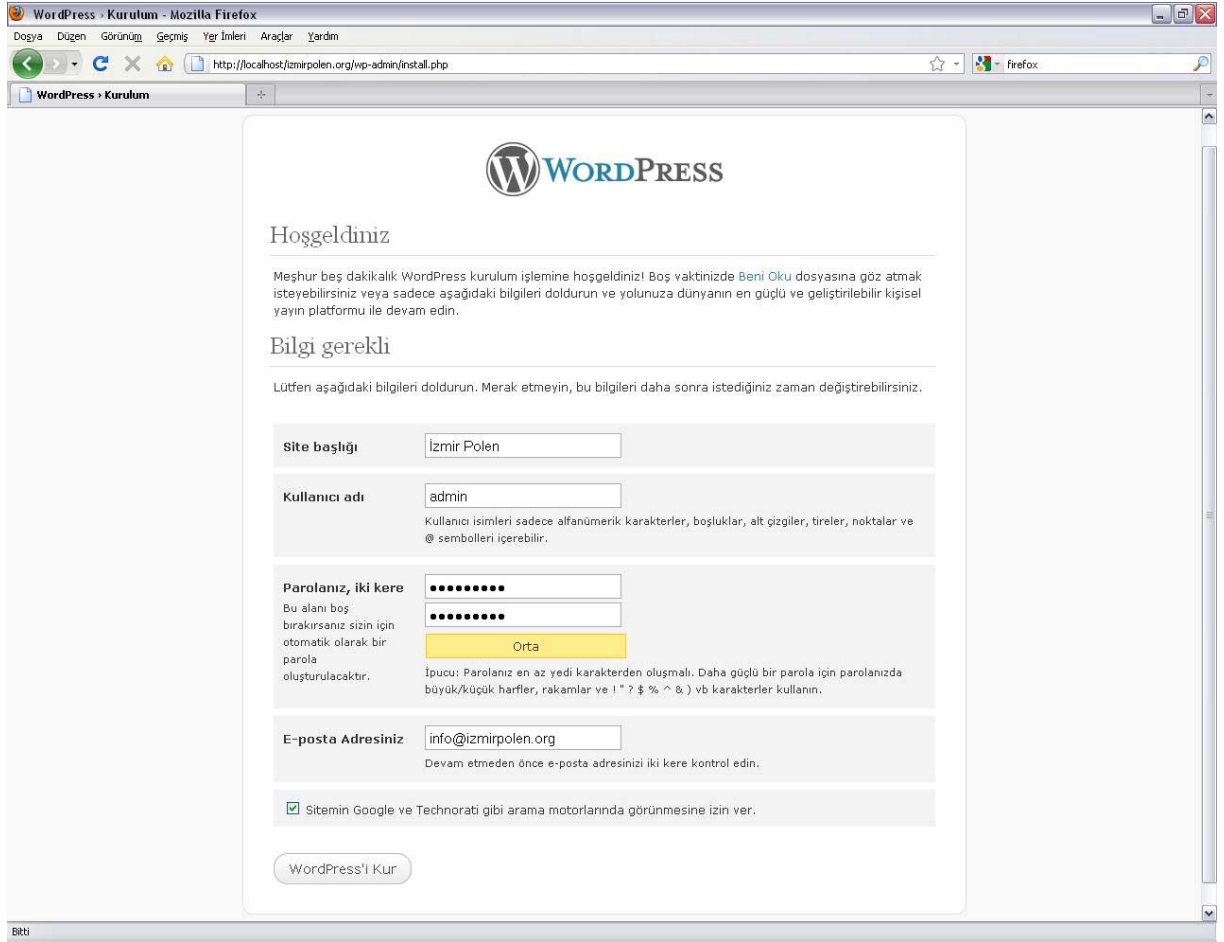 WordPress › Kurulum - Mozilla Firefox
Dosya Düzen Görünüm Geçmiş Yer İmleri Araçlar Yardım
http://localhost/izmirpolen.org/wp-admin/install.php
firefox
WordPress › Kurulum
WORDPRESS
Hoşgeldiniz
Meşhur beş dakikalık WordPress kurulum işlemine hoşgeldiniz! Boş vaktinizde Beni Oku dosyasına göz atmak
isteyebilirsiniz veya sadece aşağıdaki bilgileri doldurun ve yolunuza dünyanın en güçlü ve geliştirilebilir kişisel
yayın platformu ile devam edin.
Bilgi gerekli
Lütfen aşağıdaki bilgileri doldurun. Merak etmeyin, bu bilgileri daha sonra istediğiniz zaman değiştirebilirsiniz.
Site başlığı
İzmir Polen
Kullanıcı adı
admin
Kullanıcı isimleri sadece alfanümerik karakterler, boşluklar, alt çizgiler, tireler, noktalar ve
@ sembolleri içerebilir.
Parolanız, iki kere
Bu alanı boş
bırakırsanız sizin için
otomatik olarak bir
parola
oluşturulacaktır.
●●●●●●●●●
●●●●●●●●●
Orta
İpucu: Parolanız en az yedi karakterden oluşmalı. Daha güçlü bir parola için parolanızda
büyük/küçük harfler, rakamlar ve ! " ? $ % ^ & ) vb karakterler kullanın.
E-posta Adresiniz
info@izmirpolen.org
Devam etmeden önce e-posta adresinizi iki kere kontrol edin.
Sitemin Google ve Technorati gibi arama motorlarında görünmesine izin ver.
WordPress'i Kur
Bitti